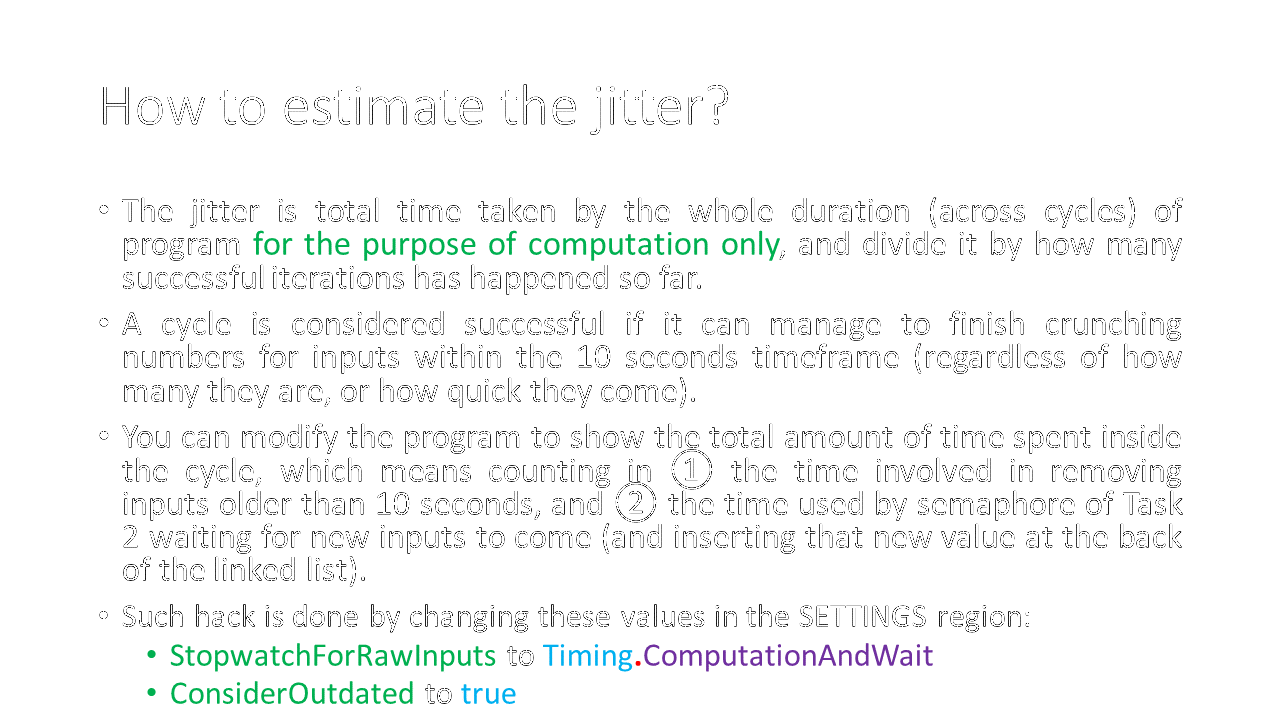 How to estimate the jitter?
• The jitter is total time taken by the whole duration (across cycles) of
program for the purpose of computation only, and divide it by how many
successful iterations has happened so far.
• A cycle is considered successful if it can manage to finish crunching
numbers for inputs within the 10 seconds timeframe (regardless of how
many they are, or how quick they come).
• You can modify the program to show the total amount of time spent inside
the cycle, which means counting in ① the time involved in removing
inputs older than 10 seconds, and ② the time used by semaphore of Task
2 waiting for new inputs to come (and inserting that new value at the back
of the linked list).
• Such hack is done by changing these values in the SETTINGS region:
• StopwatchForRawInputs to Timing.ComputationAndWait
• ConsiderOutdated to true